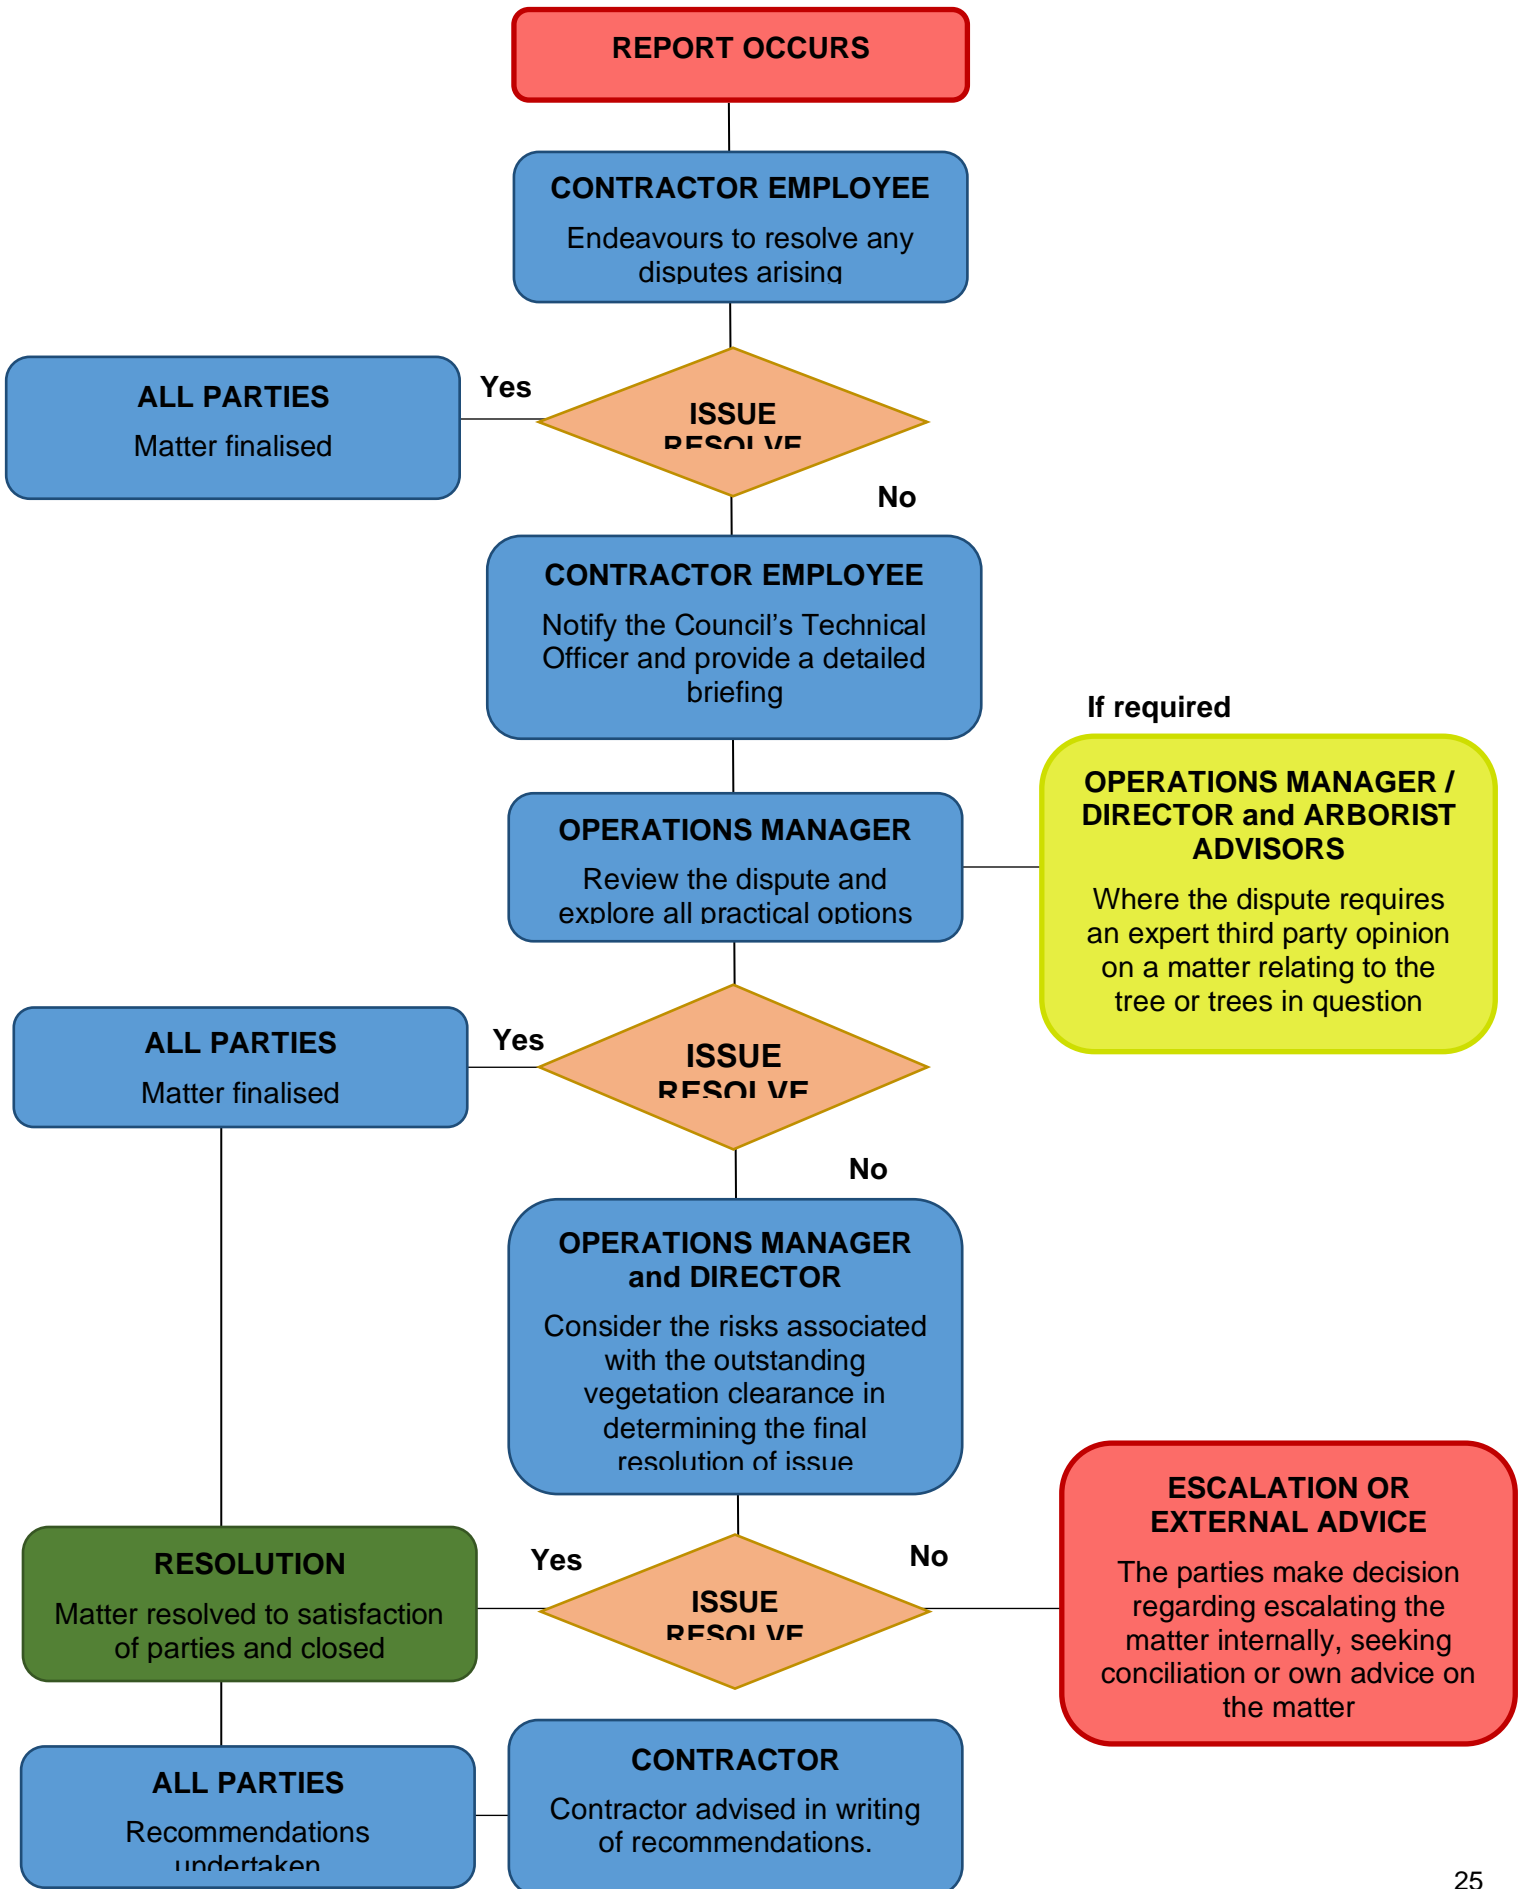 REPORT OCCURS
CONTRACTOR EMPLOYEE
Endeavours to resolve any
disputes arising
ISSUE
RESOLVE
Yes
ALL PARTIES
Matter finalised
No
CONTRACTOR EMPLOYEE
Notify the Council’s Technical
Officer and provide a detailed
briefing
OPERATIONS MANAGER
Review the dispute and
explore all practical options
If required
OPERATIONS MANAGER /
DIRECTOR and ARBORIST
ADVISORS
Where the dispute requires
an expert third party opinion
on a matter relating to the
tree or trees in question
ISSUE
RESOLVE
Yes
ALL PARTIES
Matter finalised
No
OPERATIONS MANAGER
and DIRECTOR
Consider the risks associated
with the outstanding
vegetation clearance in
determining the final
resolution of issue
ISSUE
RESOLVE
Yes
RESOLUTION
Matter resolved to satisfaction
of parties and closed
No
ESCALATION OR
EXTERNAL ADVICE
The parties make decision
regarding escalating the
matter internally, seeking
conciliation or own advice on
the matter
ALL PARTIES
Recommendations
undertaken
CONTRACTOR
Contractor advised in writing
of recommendations.
25